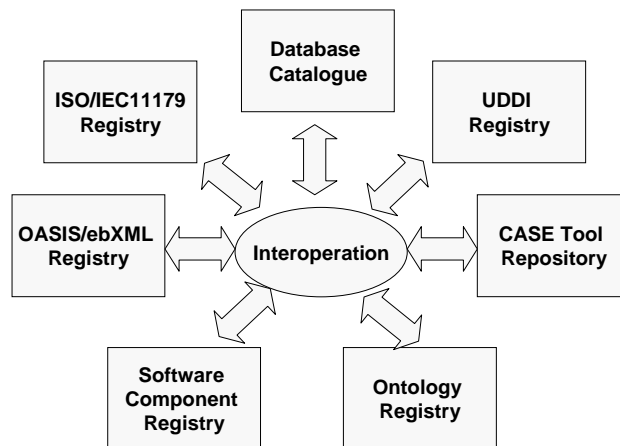 Database
Catalogue
ISO/IEC11179
Registry
UDDI
Registry
OASIS/ebXML
Registry
Interoperation
CASE Tool
Repository
Software
Component
Registry
Ontology
Registry